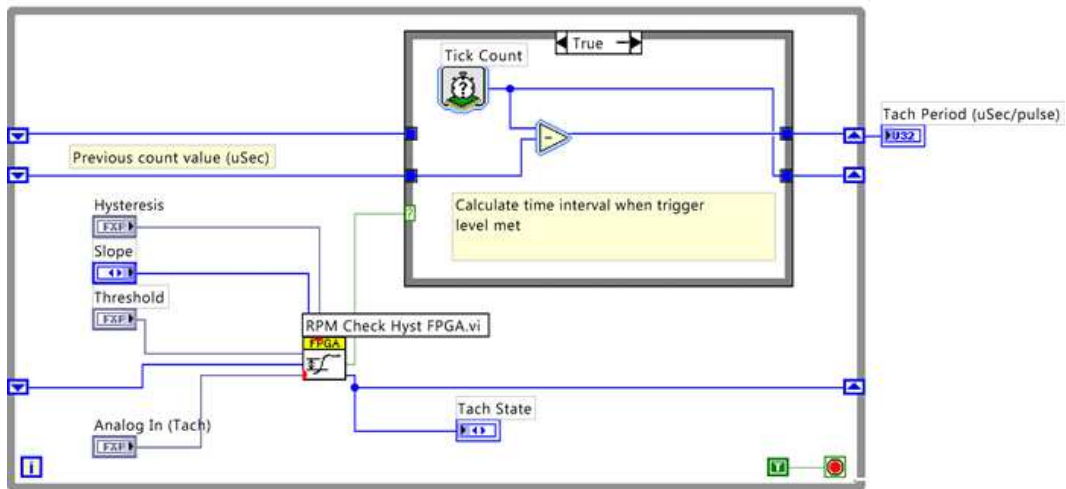 True
Tick Count
Tach Period (uSec/pulse)
U32
Previous count value (uSec)
Hysteresis
FXP
Calculate time interval when trigger
level met
?
?
Slope
Threshold
FXP
RPM Check Hyst FPGA.vi
FPGA
Tach State
Analog In (Tach)
FXP
i
T